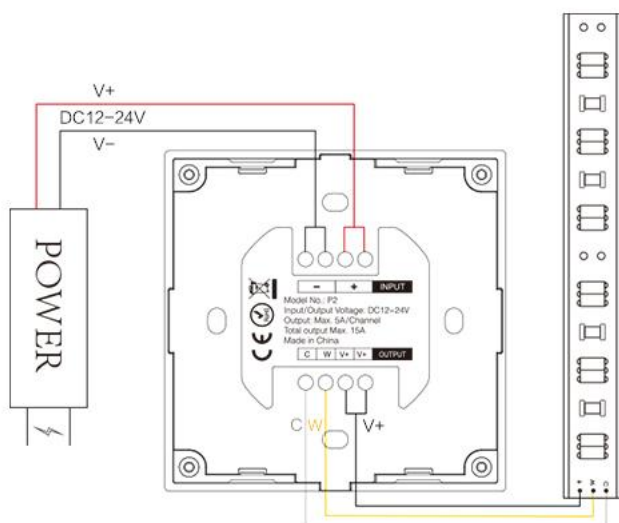 V+
DC12-24V
V-
POWER
- + INPUT
Model No.: P2
Input/Output Voltage: DC12-24V
Output: Max. 5A/Channel
Total output Max. 15A
Made in China
C W V+ V+ OUTPUT
C W V+